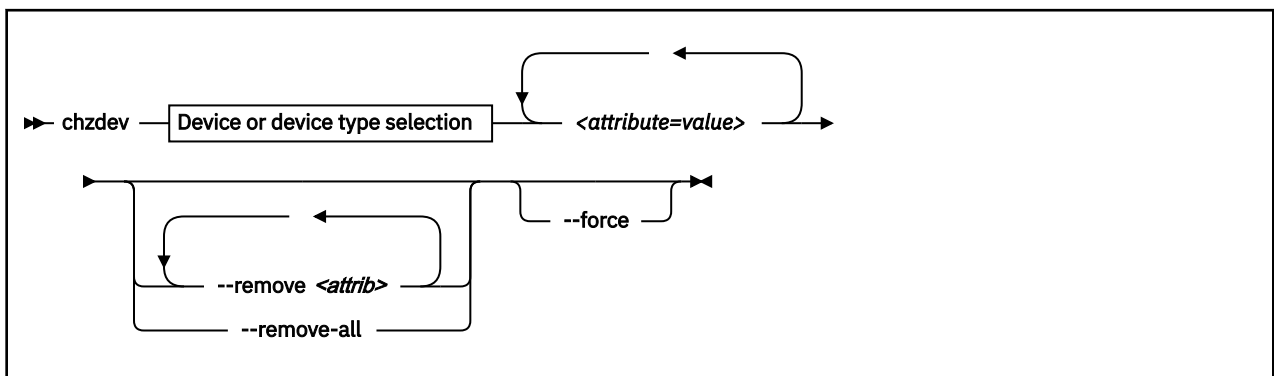 chzdev Device or device type selection <attribute=value>
--force
--remove <attrib>
--remove-all